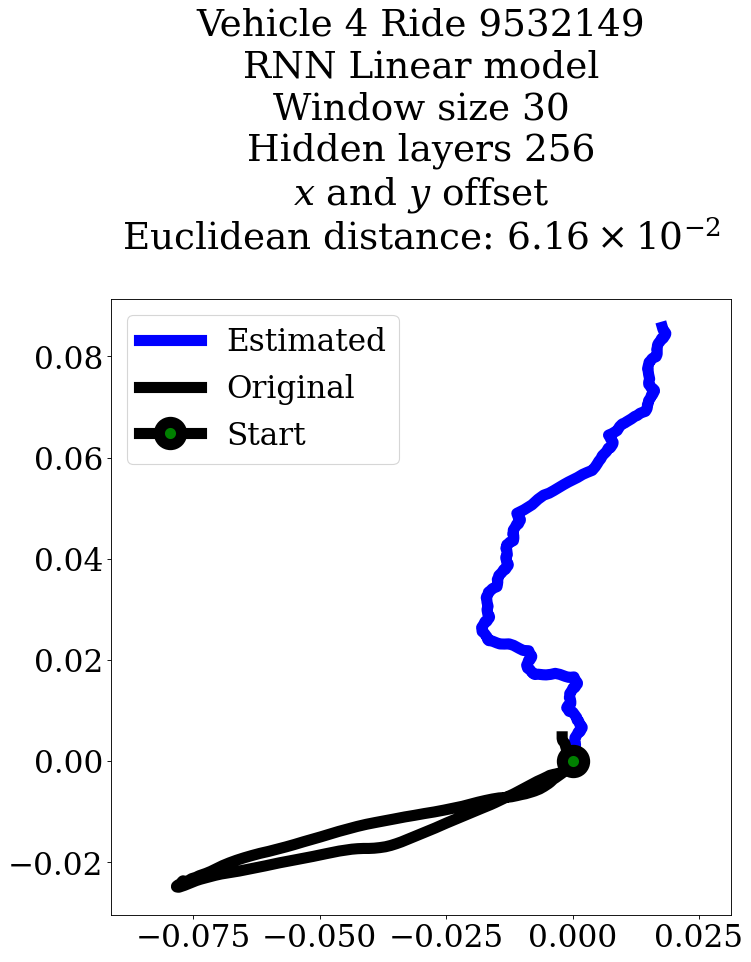 Vehicle 4 Ride 9532149
RNN Linear model
Window size 30
Hidden layers 256
x and y offset
Euclidean distance: 6.16 × 10⁻²
Estimated
Original
Start
0.08
0.06
0.04
0.02
0.00
−0.02
−0.075 −0.050 −0.025 0.000 0.025